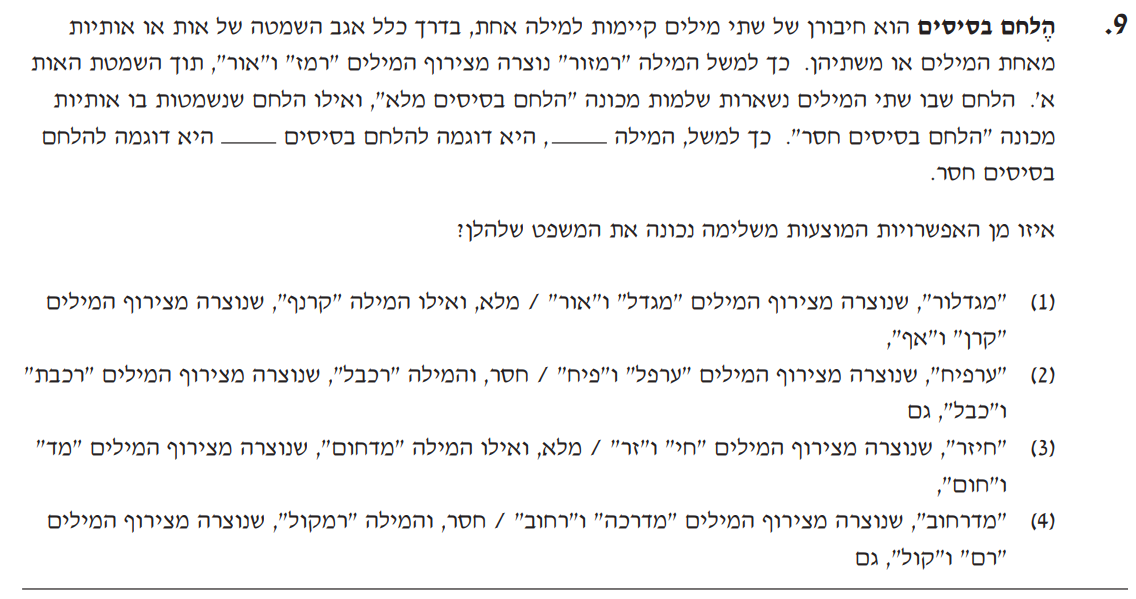 9. הֶלחם בסיסים הוא חיבורן של שתי מילים קיימות למילה אחת, בדרך כלל אגב השמטה של אות או אותיות
מאחת המילים או משתיהן. כך למשל המילה "רמזור" נוצרה מצירוף המילים "רמז" ו"אור", תוך השמטת האות
א'. הלחם שבו שתי המילים נשארות שלמות מכונה "הלחם בסיסים מלא", ואילו הלחם שנשמטות בו אותיות
מכונה "הלחם בסיסים חסר". כך למשל, המילה _____, היא דוגמה להלחם בסיסים _____ היא דוגמה להלחם
בסיסים חסר.
איזו מן האפשרויות המוצעות משלימה נכונה את המשפט שלהלן?
(1) "מגדלור", שנוצרה מצירוף המילים "מגדל" ו"אור" / מלא, ואילו המילה "קרנף", שנוצרה מצירוף המילים
"קרן" ו"אף",
(2) "ערפיח", שנוצרה מצירוף המילים "ערפל" ו"פיח" / חסר, והמילה "רכבל", שנוצרה מצירוף המילים "רכבת"
ו"כבל", גם
(3) "חיזר", שנוצרה מצירוף המילים "חי" ו"זר" / מלא, ואילו המילה "מדחום", שנוצרה מצירוף המילים "מד"
ו"חום",
(4) "מדרחוב", שנוצרה מצירוף המילים "מדרכה" ו"רחוב" / חסר, והמילה "רמקול", שנוצרה מצירוף המילים
"רם" ו"קול", גם